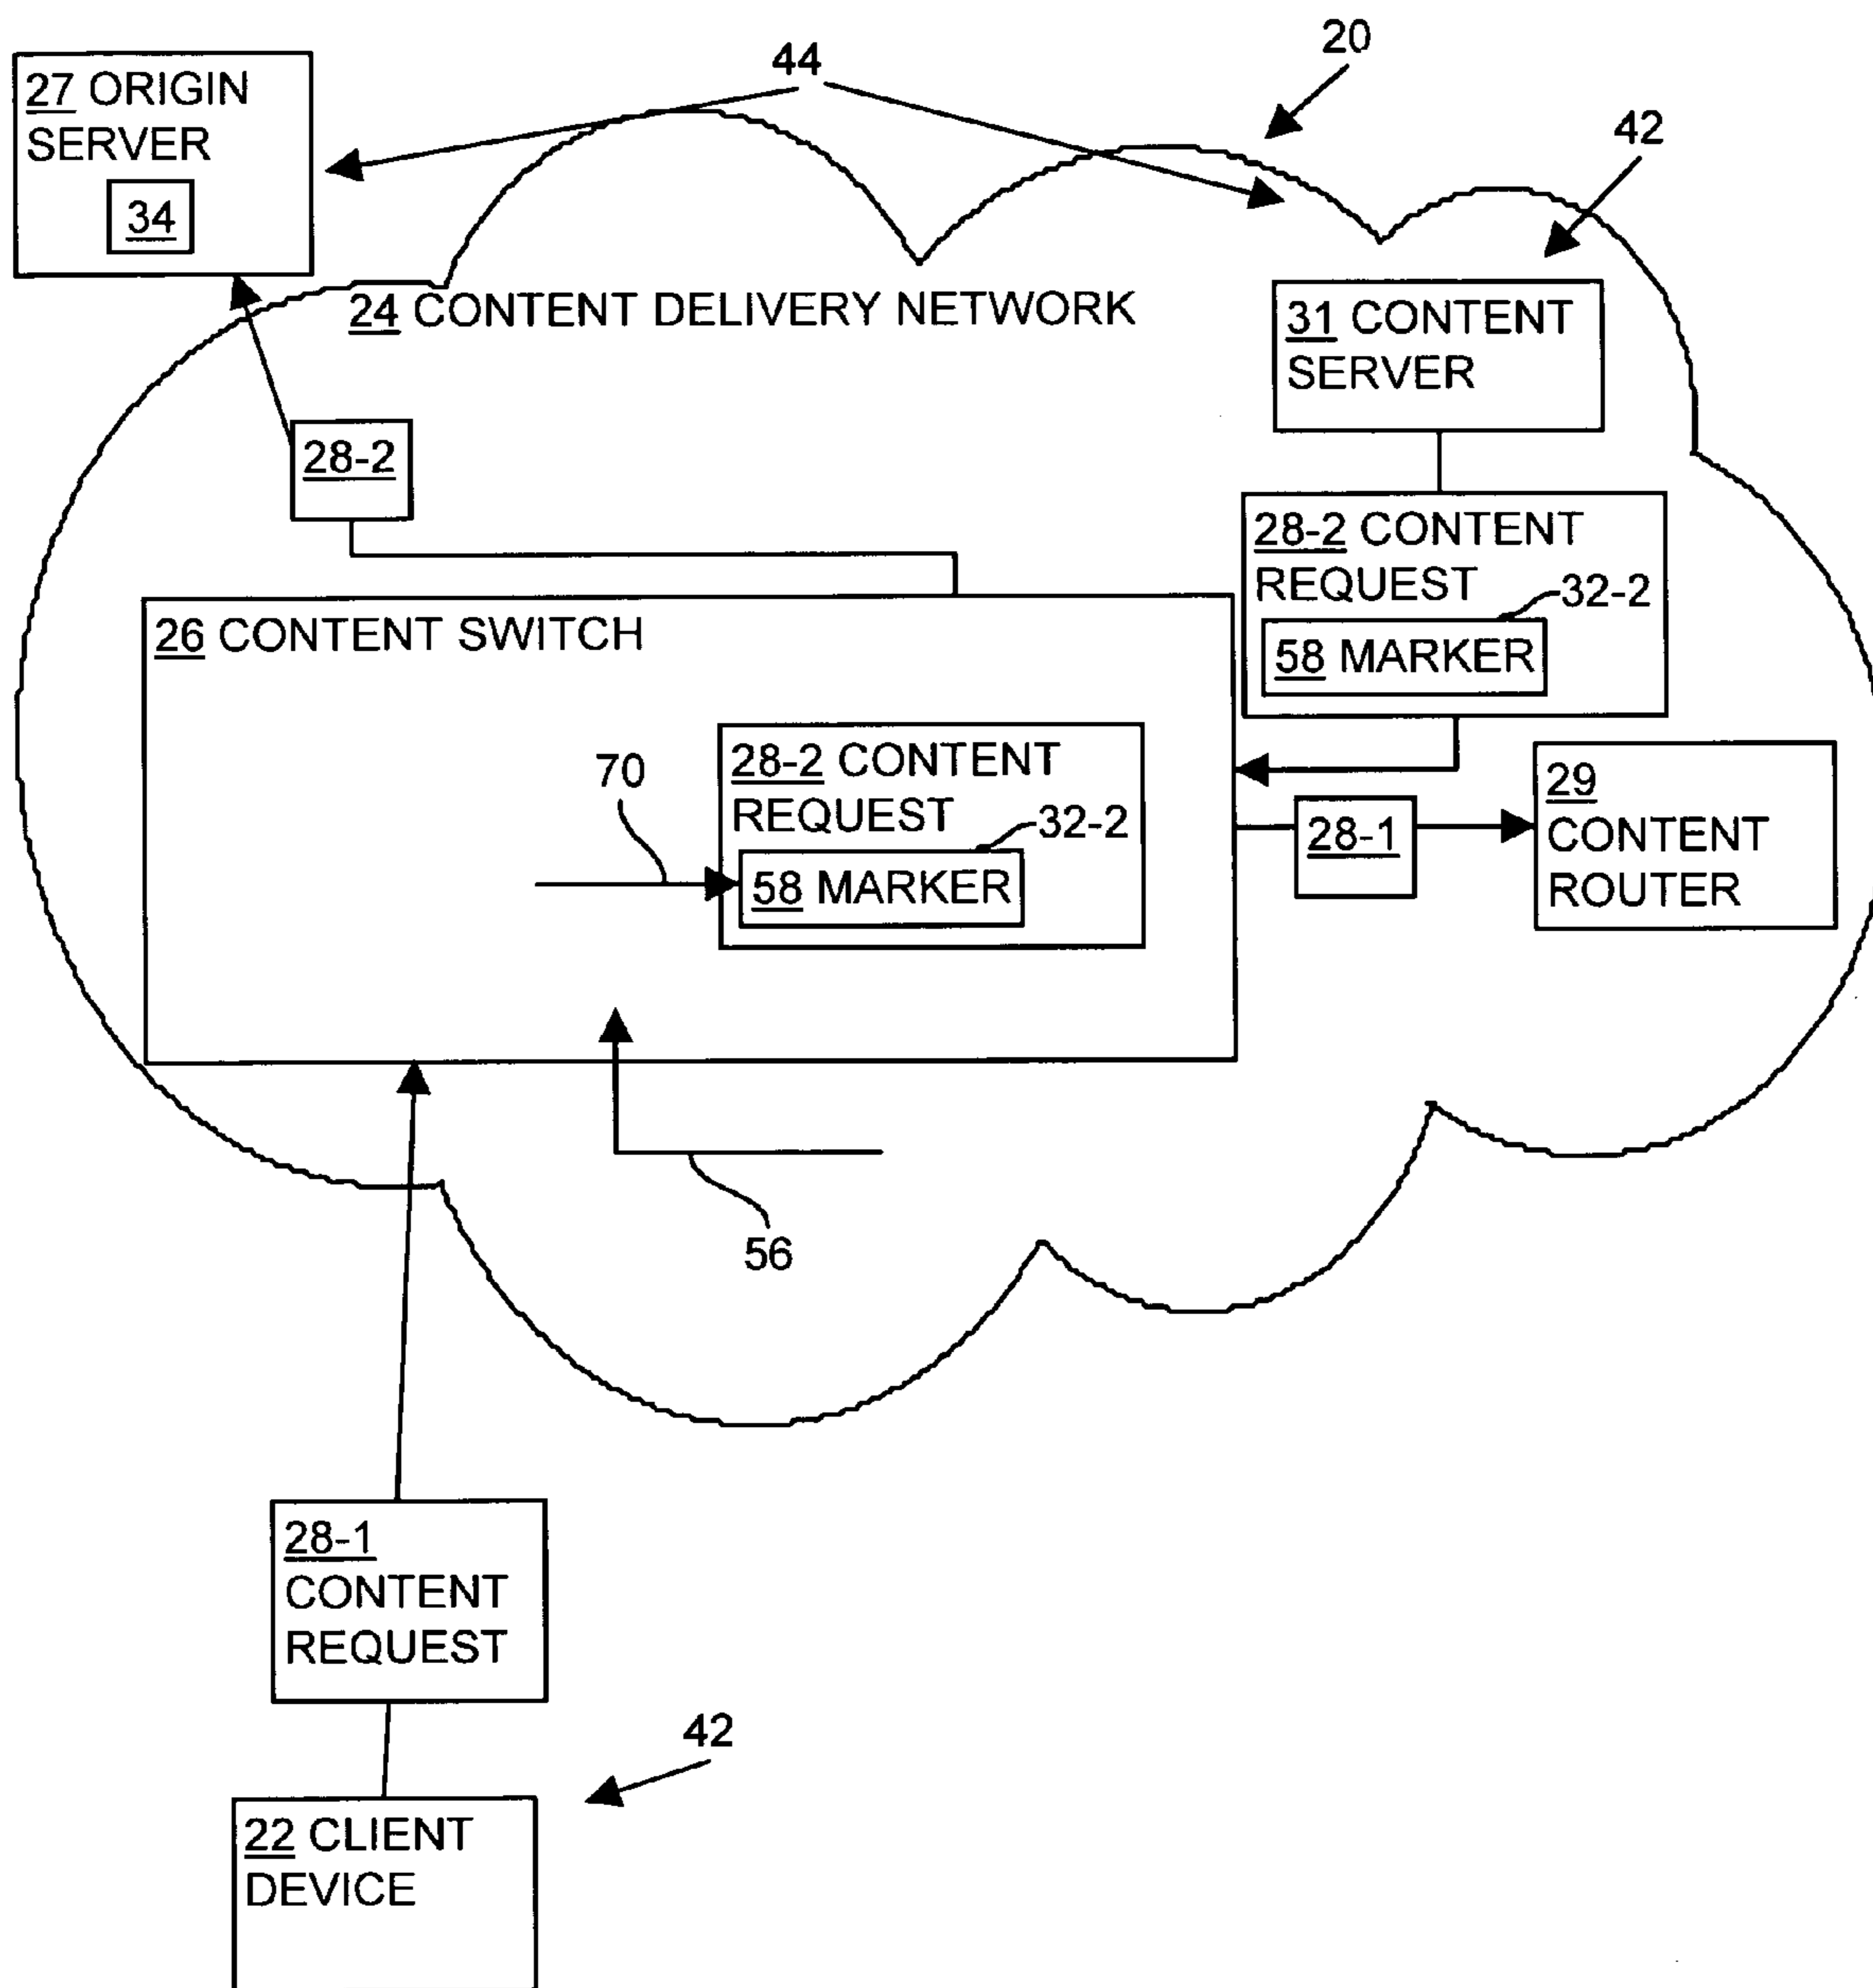 20
44
42
27 ORIGIN
SERVER
34
24 CONTENT DELIVERY NETWORK
31 CONTENT
SERVER
28-2
28-2 CONTENT
REQUEST
32-2
58 MARKER
26 CONTENT SWITCH
70
28-2 CONTENT
REQUEST
32-2
58 MARKER
28-1
29
CONTENT
ROUTER
56
28-1
CONTENT
REQUEST
42
22 CLIENT
DEVICE